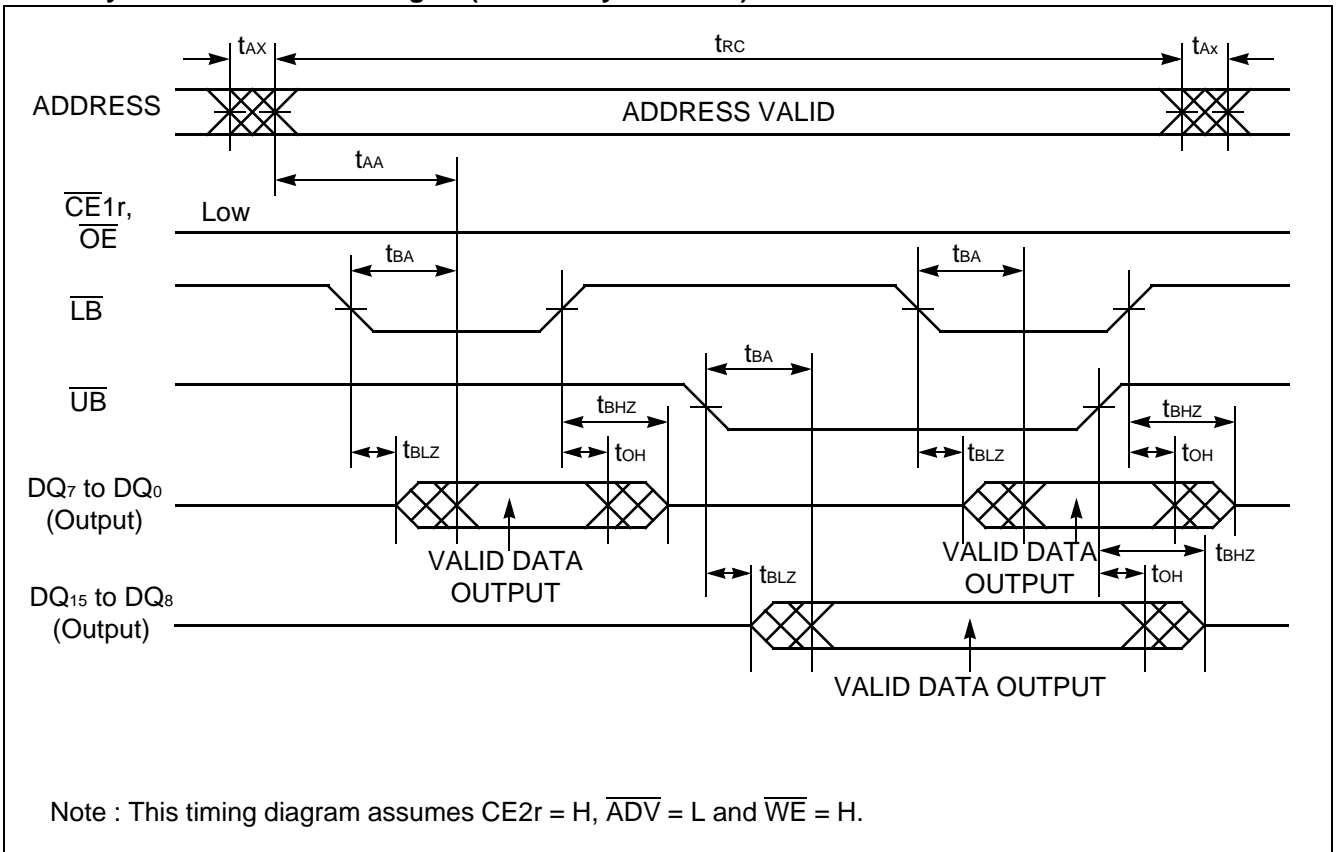 tAX tRC tAx
ADDRESS ADDRESS VALID
tAA
CE1r,
OE
Low
tBA tBA
LB
tBA
UB
tBHZ tBHZ
tBLZ tOH tBLZ tOH
DQ7 to DQ0
(Output)
VALID DATA
OUTPUT
VALID DATA
OUTPUT
tBHZ
tBLZ tOH
DQ15 to DQ8
(Output)
VALID DATA OUTPUT
Note : This timing diagram assumes CE2r = H, ADV = L and WE = H.